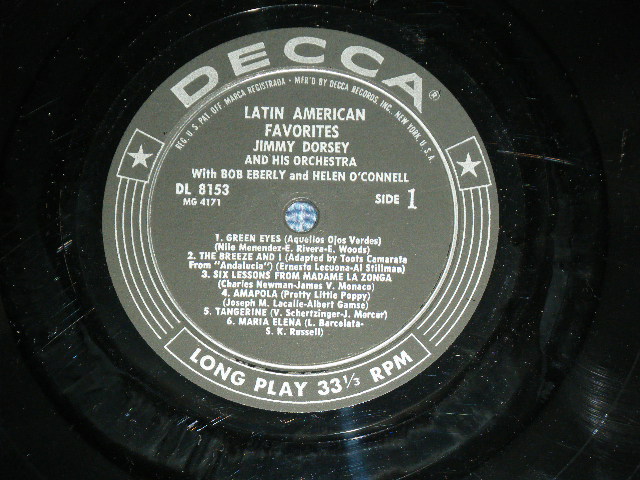 DECCA®
REG. U.S. PAT. OFF. MARCA REGISTRADA • MFR'D BY DECCA RECORDS, INC., NEW YORK, U.S.A.
LATIN AMERICAN
FAVORITES
JIMMY DORSEY
AND HIS ORCHESTRA
With BOB EBERLY and HELEN O'CONNELL
DL 8153
MG 4171
SIDE 1
1. GREEN EYES (Aquellos Ojos Verdes)
(Nilo Menendez-E. Rivera-E. Woods)
2. THE BREEZE AND I (Adapted by Toots Camarata
From "Andalucia") (Ernesto Lecuona-Al Stillman)
3. SIX LESSONS FROM MADAME LA ZONGA
(Charles Newman-James V. Monaco)
4. AMAPOLA (Pretty Little Poppy)
(Joseph M. Lacalle-Albert Gamse)
5. TANGERINE (V. Schertzinger-J. Mercer)
6. MARIA ELENA (L. Barcelata-
S. K. Russell)
LONG PLAY 33⅓ RPM